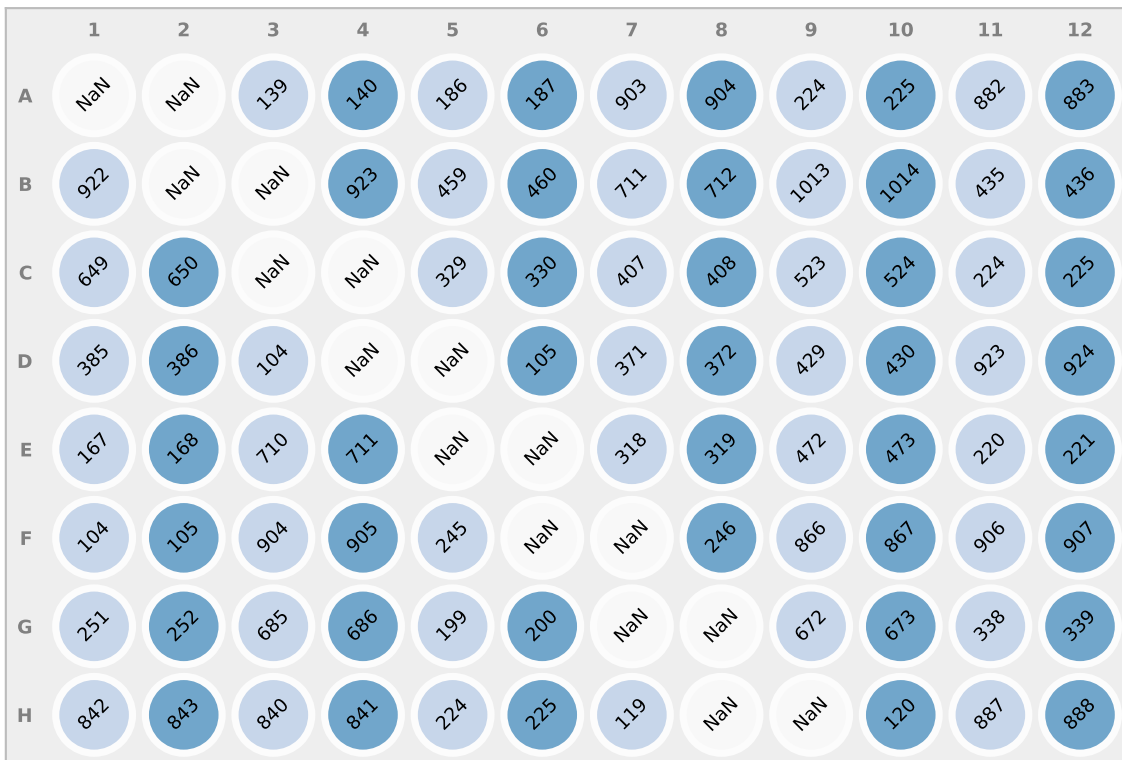 1 2 3 4 5 6 7 8 9 10 11 12
A NaN NaN 139 140 186 187 903 904 224 225 882 883
B 922 NaN NaN 923 459 460 711 712 1013 1014 435 436
C 649 650 NaN NaN 329 330 407 408 523 524 224 225
D 385 386 104 NaN NaN 105 371 372 429 430 923 924
E 167 168 710 711 NaN NaN 318 319 472 473 220 221
F 104 105 904 905 245 NaN NaN 246 866 867 906 907
G 251 252 685 686 199 200 NaN NaN 672 673 338 339
H 842 843 840 841 224 225 119 NaN NaN 120 887 888